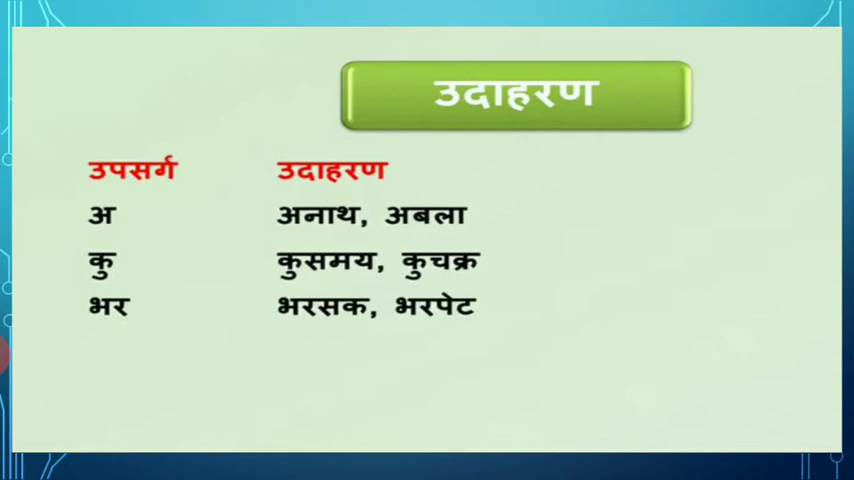 उदाहरण
उपसर्ग उदाहरण
अ अनाथ, अबला
कु कुसमय, कुचक्र
भर भरसक, भरपेट